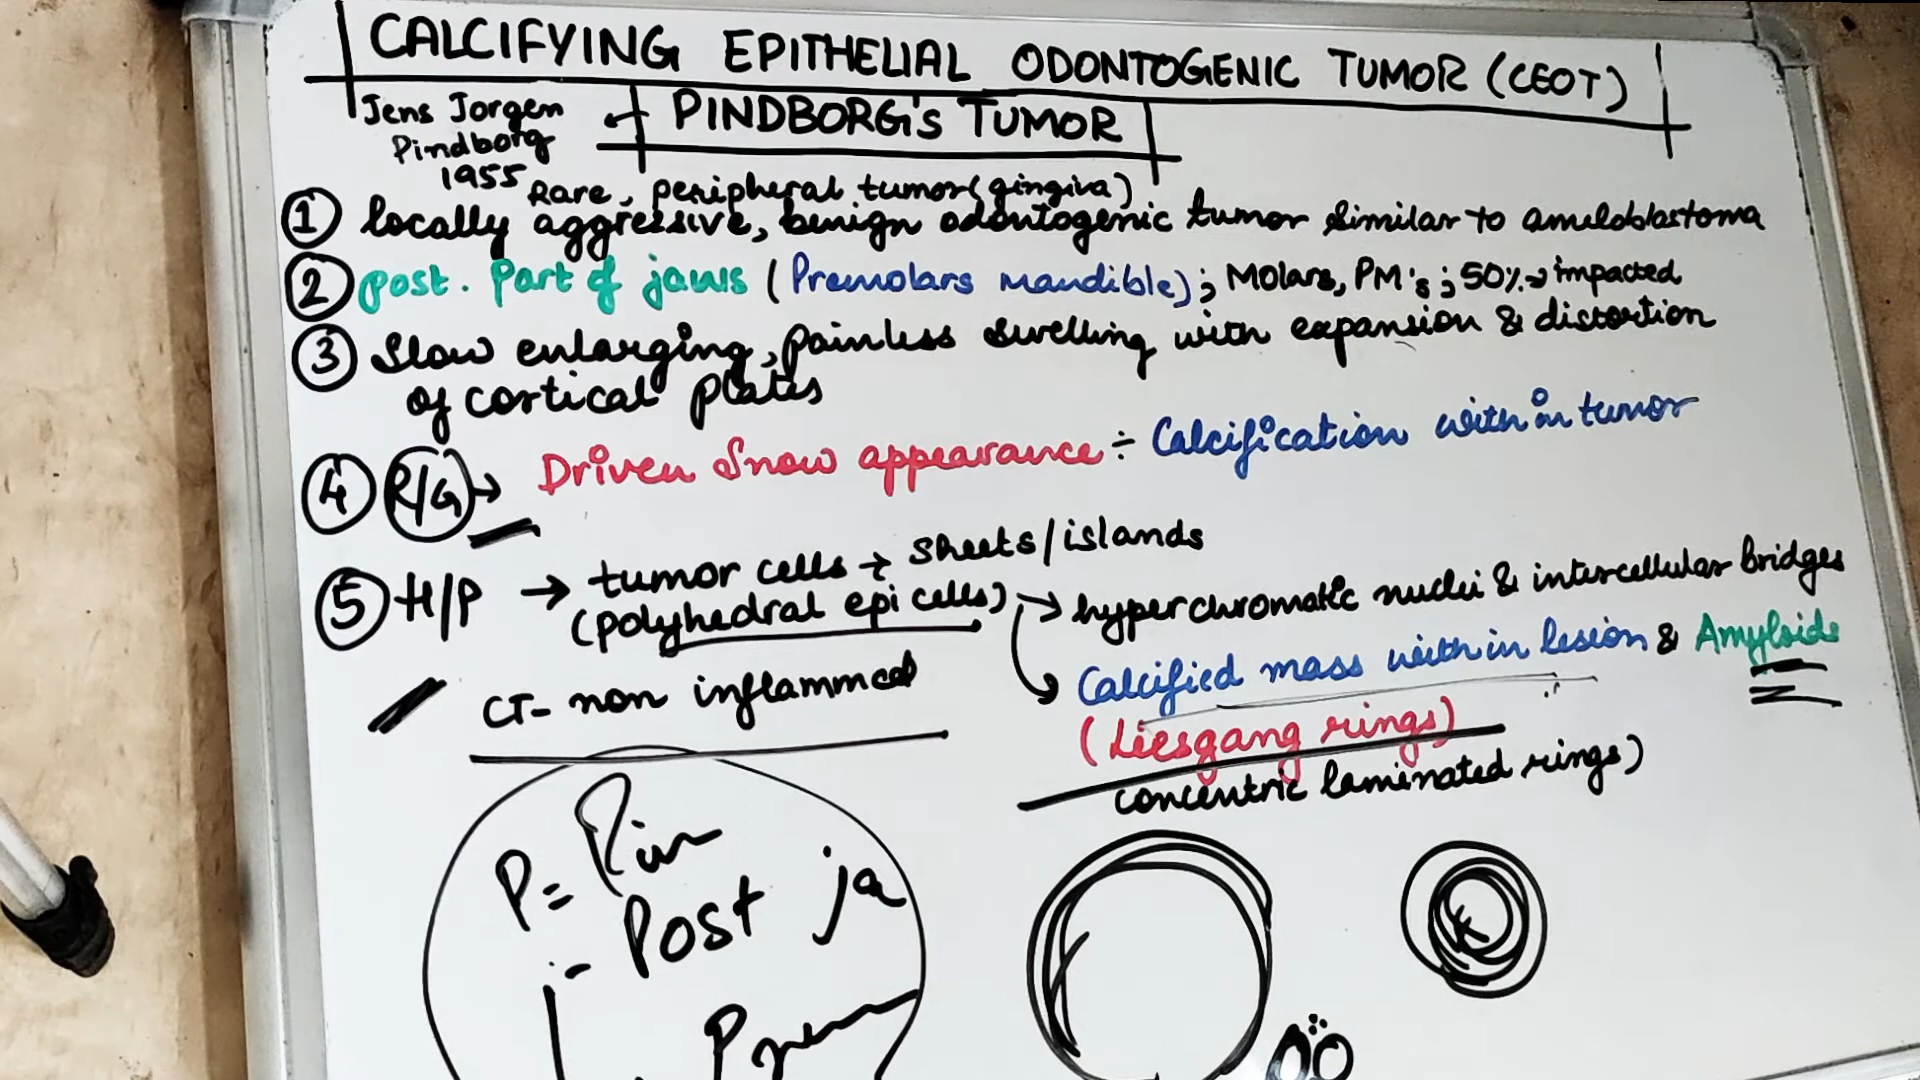 CALCIFYING EPITHELIAL ODONTOGENIC TUMOR (CEOT)
Jens Jorgen
Pindborg
1955
PINDBORG'S TUMOR
Rare, peripheral tumor (gingiva)
① locally aggressive, benign odontogenic tumor similar to ameloblastoma
② post. Part of jaws (Premolars mandible); Molars, PM's; 50% → impacted
③ Slow enlarging, painless swelling with expansion & distortion
of cortical plates
④ R/G → Driven Snow appearance ÷ Calcification with in tumor
⑤ H/P → tumor cells → sheets/islands
(polyhedral epi cells) → hyperchromatic nuclei & intercellular bridges
Calcified mass with in lesion & Amyloids
CT- non inflammed
(Liesgang rings)
concentric laminated rings)
P=
- Post ja